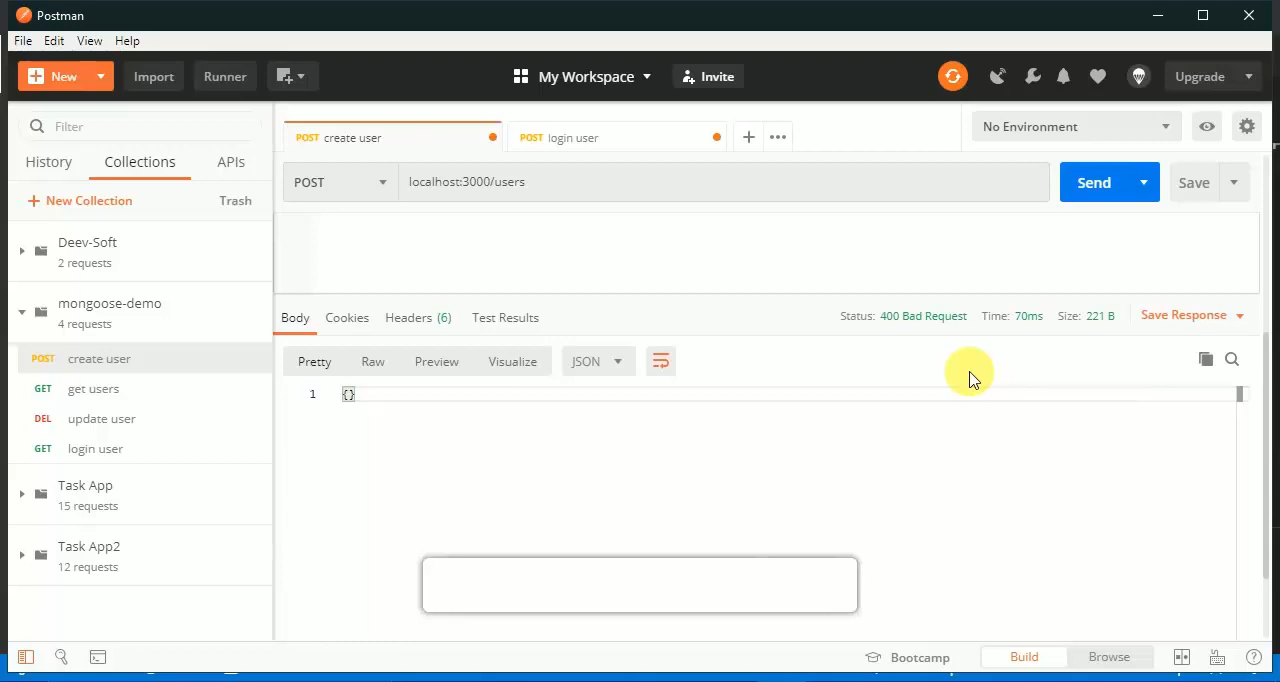 Postman
File Edit View Help
New Import Runner My Workspace Invite Upgrade
Filter
History Collections APIs
New Collection Trash
Deev-Soft
2 requests
mongoose-demo
4 requests
POST create user
GET get users
DEL update user
GET login user
Task App
15 requests
Task App2
12 requests
POST create user POST login user No Environment
POST localhost:3000/users Send Save
Body Cookies Headers (6) Test Results Status: 400 Bad Request Time: 70ms Size: 221 B Save Response
Pretty Raw Preview Visualize JSON
1 {}
Bootcamp Build Browse